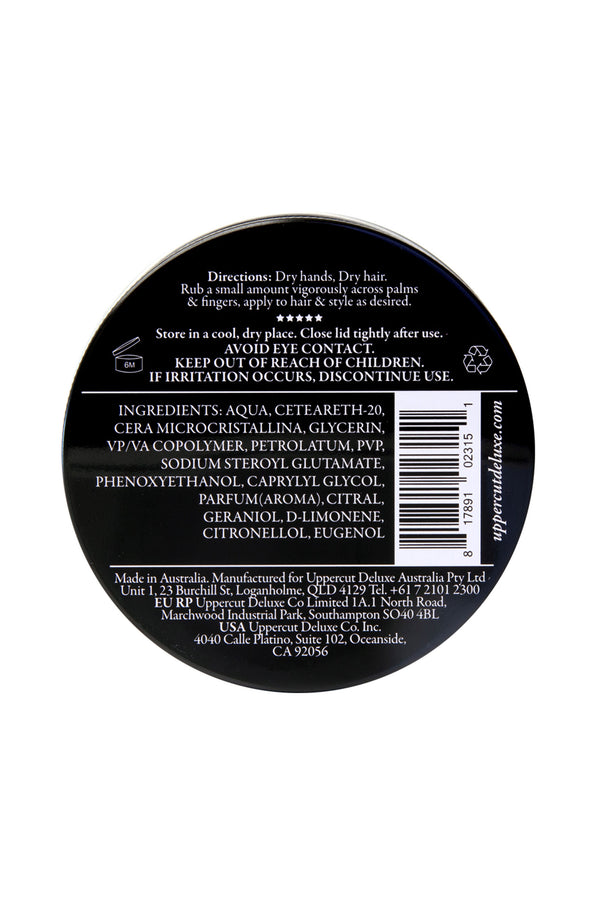 Directions: Dry hands, Dry hair.
Rub a small amount vigorously across palms
& fingers, apply to hair & style as desired.
Store in a cool, dry place. Close lid tightly after use.
AVOID EYE CONTACT.
KEEP OUT OF REACH OF CHILDREN.
IF IRRITATION OCCURS, DISCONTINUE USE.
6M
INGREDIENTS: AQUA, CETEARETH-20,
CERA MICROCRISTALLINA, GLYCERIN,
VP/VA COPOLYMER, PETROLATUM, PVP,
SODIUM STEROYL GLUTAMATE,
PHENOXYETHANOL, CAPRYLYL GLYCOL,
PARFUM(AROMA), CITRAL,
GERANIOL, D-LIMONENE,
CITRONELLOL, EUGENOL
8 17891 02315 1
uppercutdeluxe.com
Made in Australia. Manufactured for Uppercut Deluxe Australia Pty Ltd
Unit 1, 23 Burchill St, Loganholme, QLD 4129 Tel. +61 7 2101 2300
EU RP Uppercut Deluxe Co Limited 1A.1 North Road,
Marchwood Industrial Park, Southampton SO40 4BL
USA Uppercut Deluxe Co. Inc.
4040 Calle Platino, Suite 102, Oceanside,
CA 92056